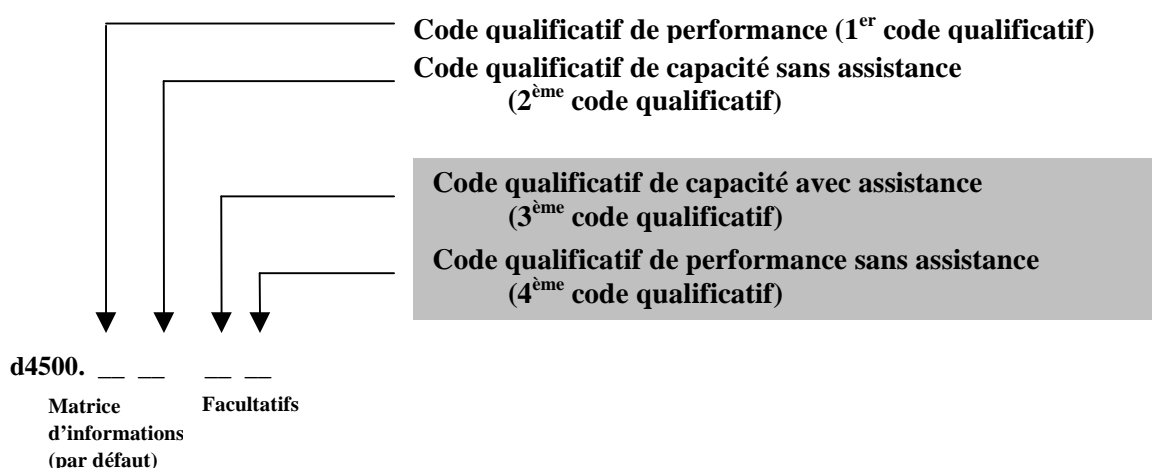 Code qualificatif de performance (1er code qualificatif)
Code qualificatif de capacité sans assistance
(2ème code qualificatif)
Code qualificatif de capacité avec assistance
(3ème code qualificatif)
Code qualificatif de performance sans assistance
(4ème code qualificatif)
d4500. __ __ __ __
Matrice
d’informations
(par défaut)
Facultatifs